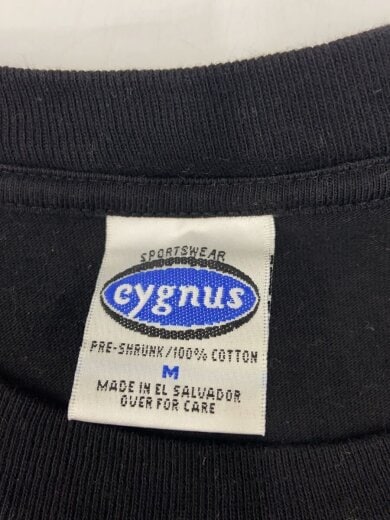 SPORTSWEAR
cygnus
PRE-SHRUNK/100% COTTON
M
MADE IN EL SALVADOR
OVER FOR CARE